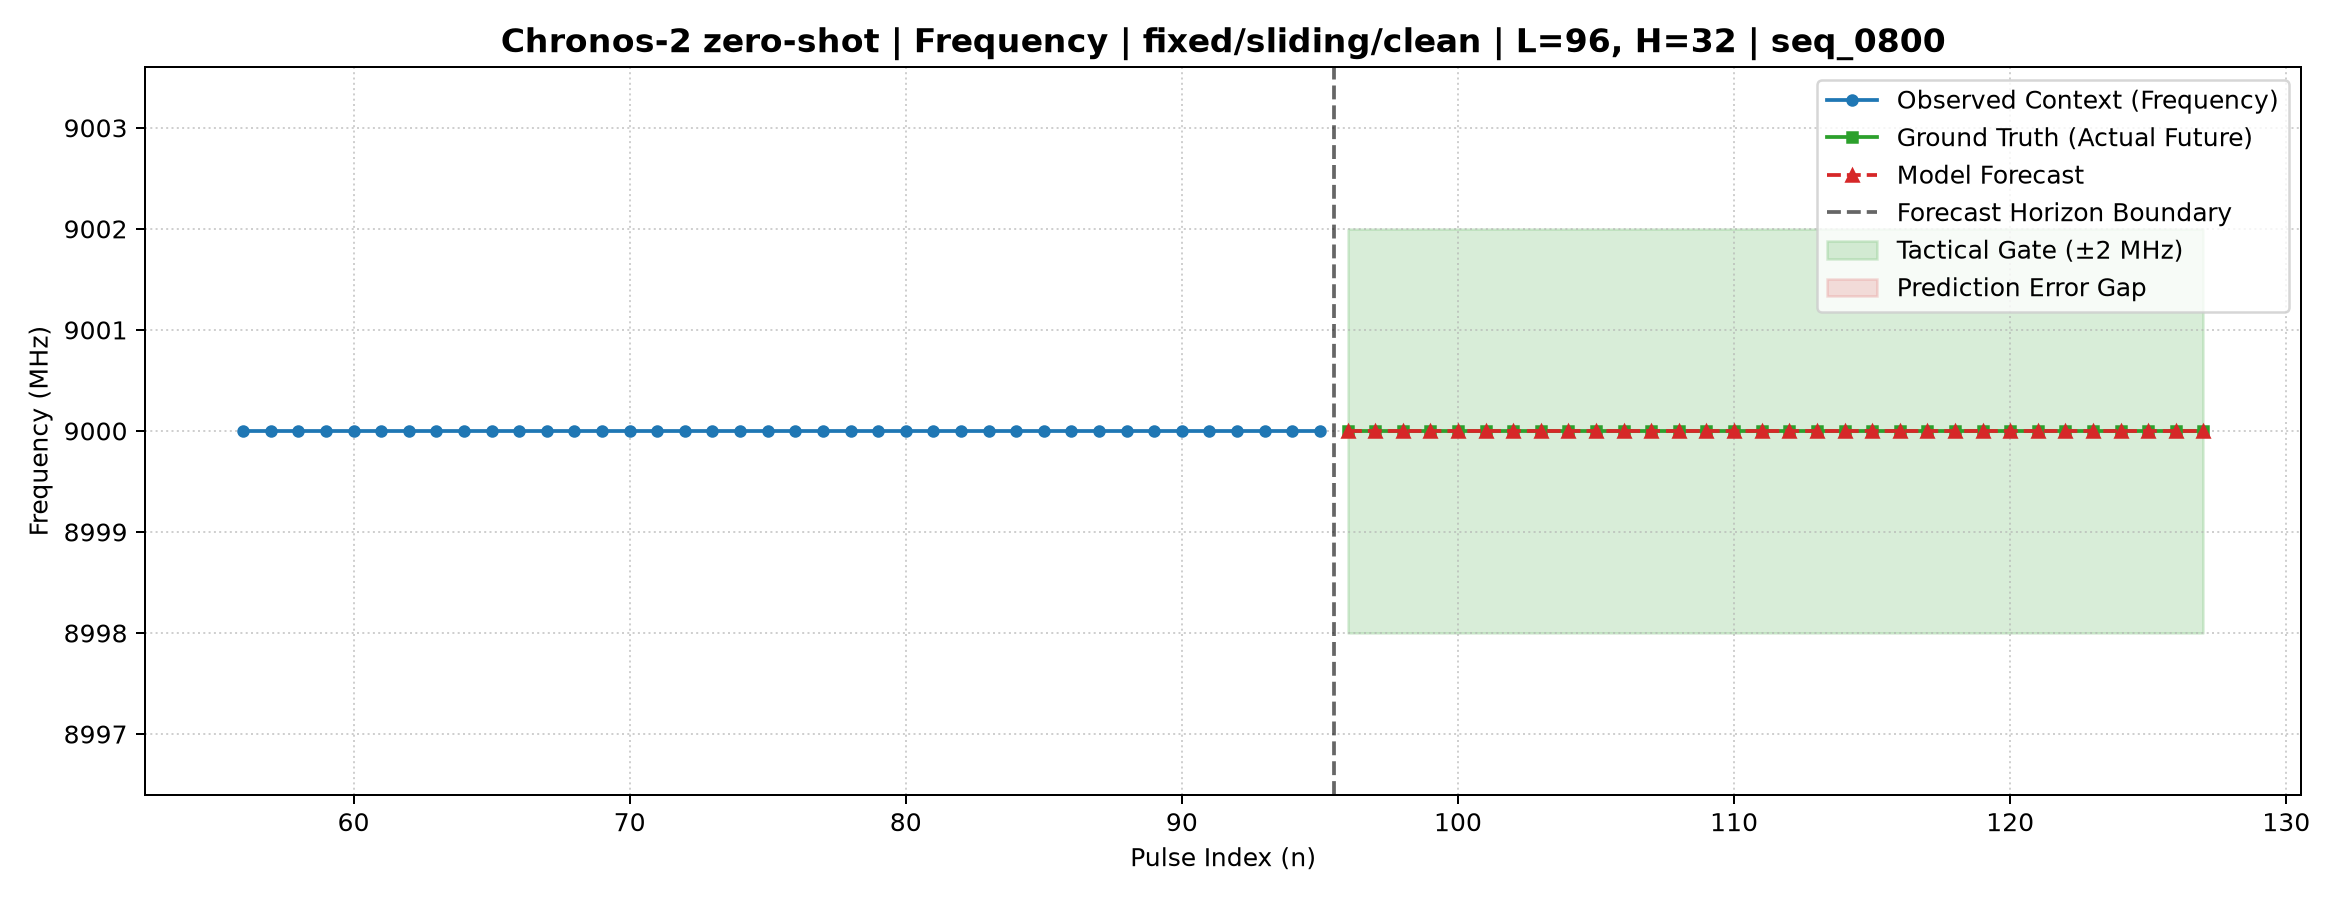 Chronos-2 zero-shot | Frequency | fixed/sliding/clean | L=96, H=32 | seq_0800
Observed Context (Frequency)
Ground Truth (Actual Future)
Model Forecast
Forecast Horizon Boundary
Tactical Gate (±2 MHz)
Prediction Error Gap
Frequency (MHz)
9003
9002
9001
9000
8999
8998
8997
60 70 80 90 100 110 120 130
Pulse Index (n)